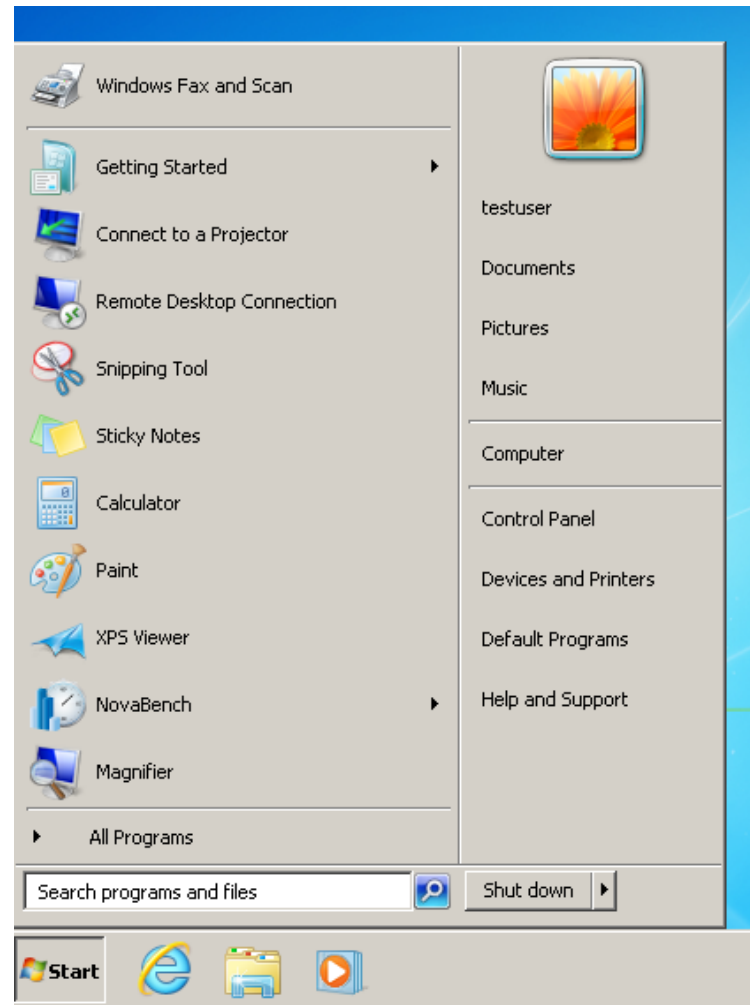 Windows Fax and Scan
Getting Started
Connect to a Projector
Remote Desktop Connection
Snipping Tool
Sticky Notes
Calculator
Paint
XPS Viewer
NovaBench
Magnifier
All Programs
Search programs and files
testuser
Documents
Pictures
Music
Computer
Control Panel
Devices and Printers
Default Programs
Help and Support
Shut down
Start